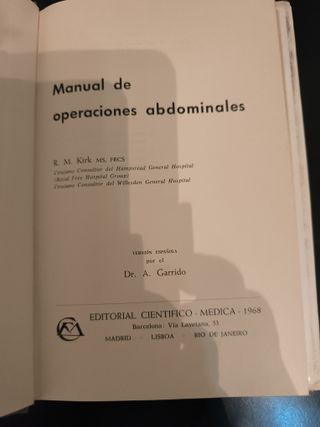 Manual de
operaciones abdominales
R. M. Kirk MS, FRCS
Cirujano Consultor del Hampstead General Hospital
(Royal Free Hospital Group)
Cirujano Consultor del Willesden General Hospital
VERSIÓN ESPAÑOLA
por el
Dr. A. Garrido
EDITORIAL CIENTIFICO - MEDICA - 1968
Barcelona: Vía Layetana, 53
MADRID - LISBOA - RIO DE JANEIRO